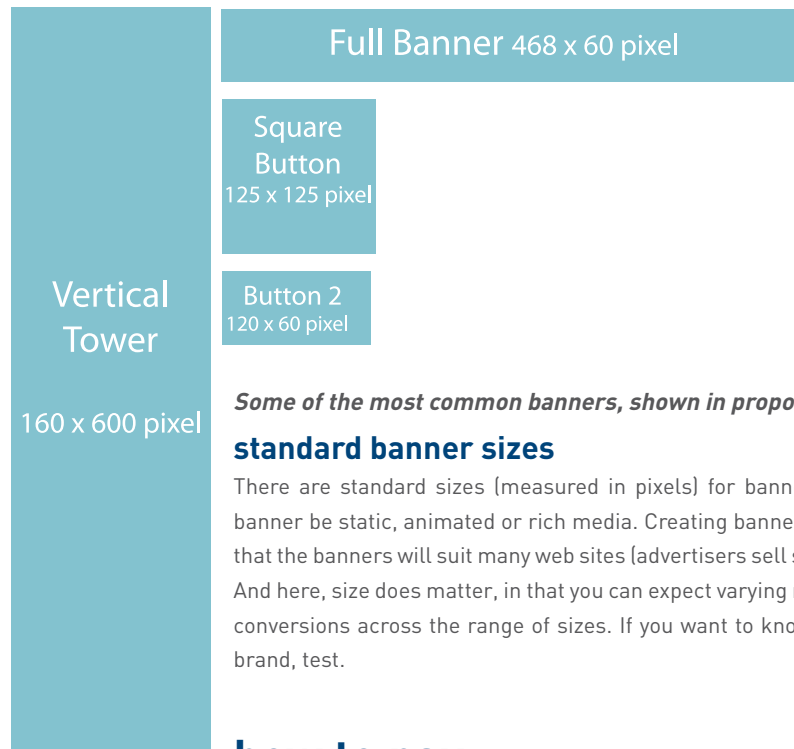 Full Banner 468 x 60 pixel
Square
Button
125 x 125 pixel
Button 2
120 x 60 pixel
Vertical
Tower
160 x 600 pixel
Some of the most common banners, shown in
standard banner sizes
There are standard sizes (measured in pixels) for
banner be static, animated or rich media. Creating
that the banners will suit many web sites (advertisers sell
And here, size does matter, in that you can expect varying
conversions across the range of sizes. If you want to
brand, test.